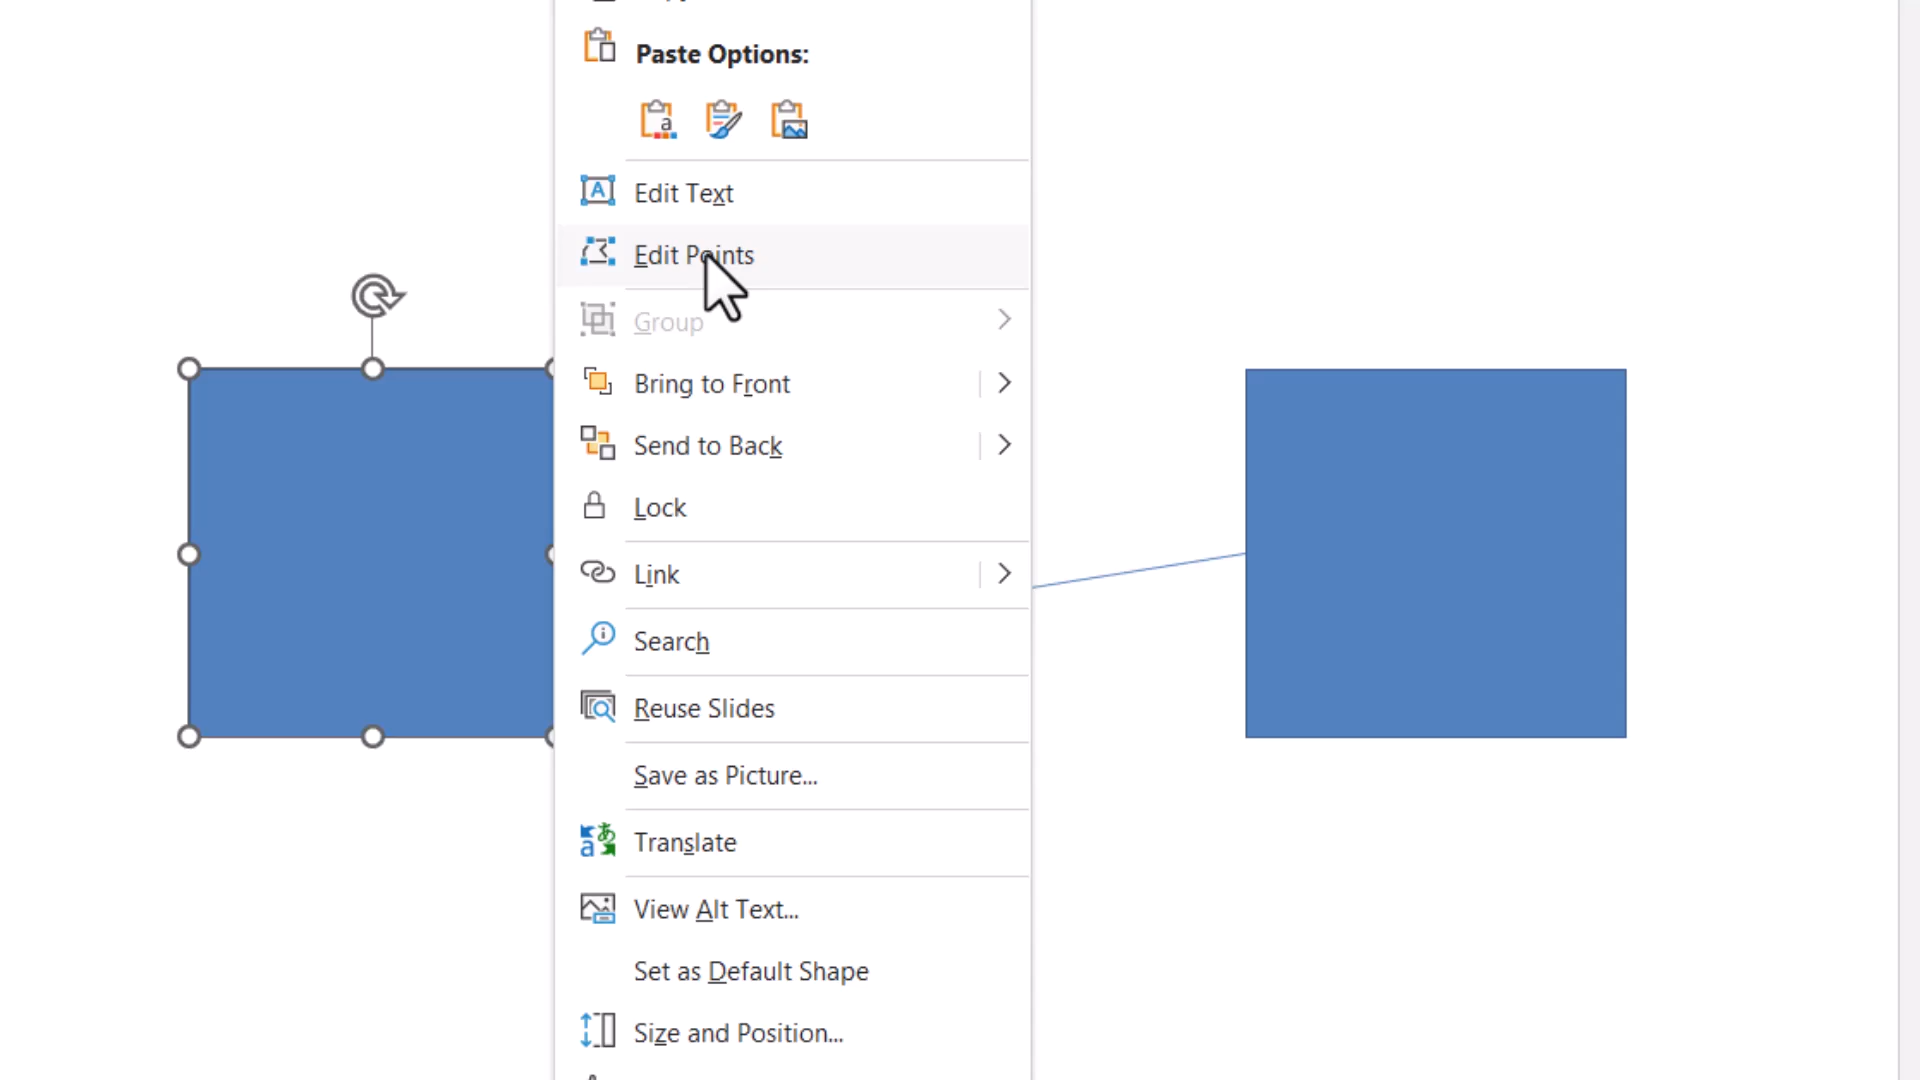 Paste Options:
Edit Text
Edit Points
Group
Bring to Front
Send to Back
Lock
Link
Search
Reuse Slides
Save as Picture...
Translate
View Alt Text...
Set as Default Shape
Size and Position...